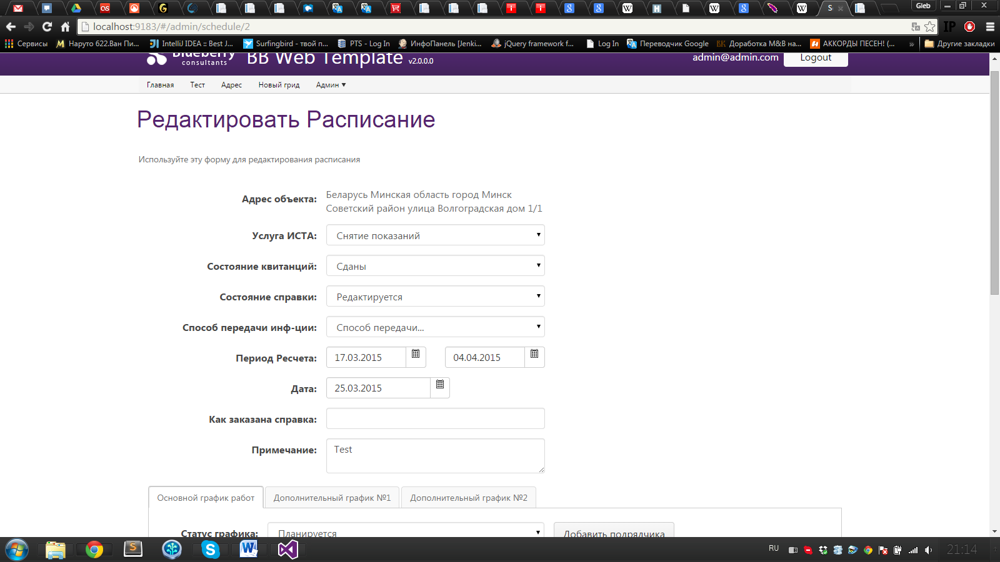 Gleb
localhost:9183/#/admin/schedule/2
IP
Сервисы
Наруто 622.Ван Пи...
IntelliJ IDEA :: Best J...
Surfingbird - твой п...
PTS - Log In
ИнфоПанель [Jenki...
jQuery framework f...
Log In
Переводчик Google
Доработка M&B на...
АККОРДЫ ПЕСЕН! (...
»
Другие закладки
Blueberry
consultants
BB Web Template v2.0.0.0
admin@admin.com
Logout
Главная
Тест
Адрес
Новый грид
Админ
Редактировать Расписание
Используйте эту форму для редактирования расписания
Адрес объекта:
Беларусь Минская область город Минск
Советский район улица Волгоградская дом 1/1
Услуга ИСТА:
Снятие показаний
Состояние квитанций:
Сданы
Состояние справки:
Редактируется
Способ передачи инф-ции:
Способ передачи...
Период Ресчета:
17.03.2015
04.04.2015
Дата:
25.03.2015
Как заказана справка:
Примечание:
Test
Основной график работ
Дополнительный график №1
Дополнительный график №2
Статус графика:
Планируется
Добавить подрядчика
RU
21:14